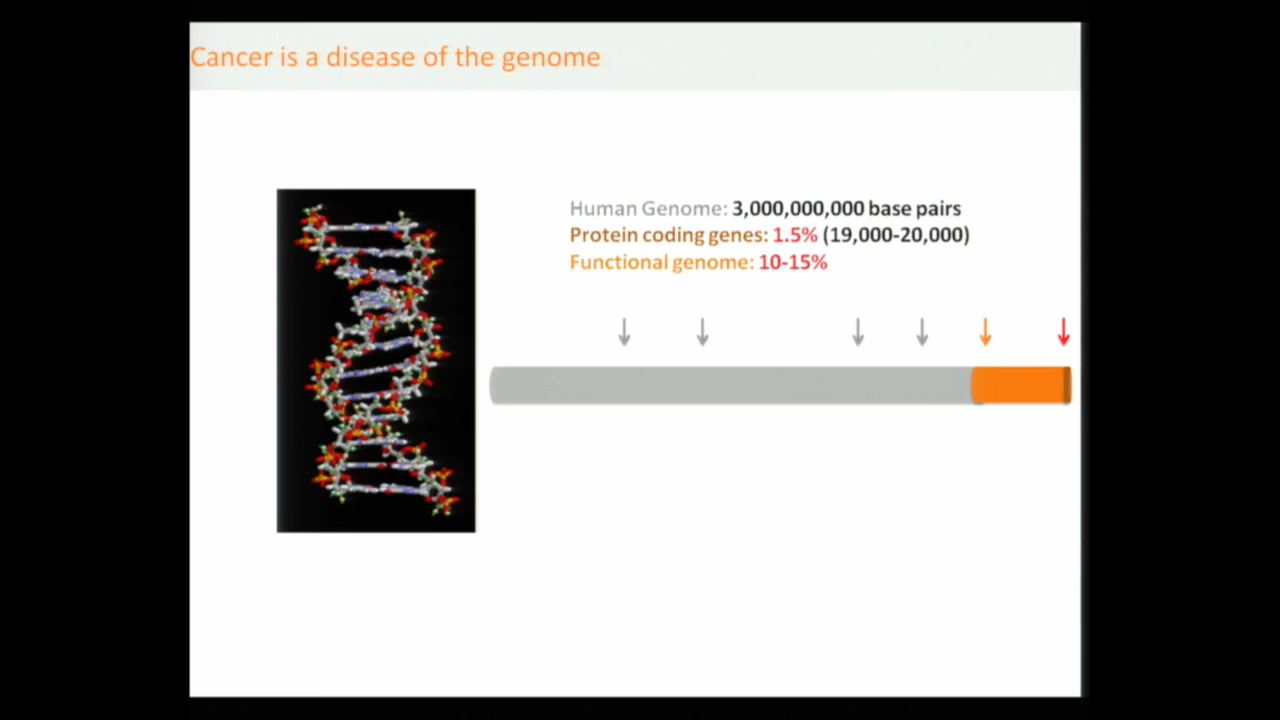 Cancer is a disease of the genome
Human Genome: 3,000,000,000 base pairs
Protein coding genes: 1.5% (19,000-20,000)
Functional genome: 10-15%